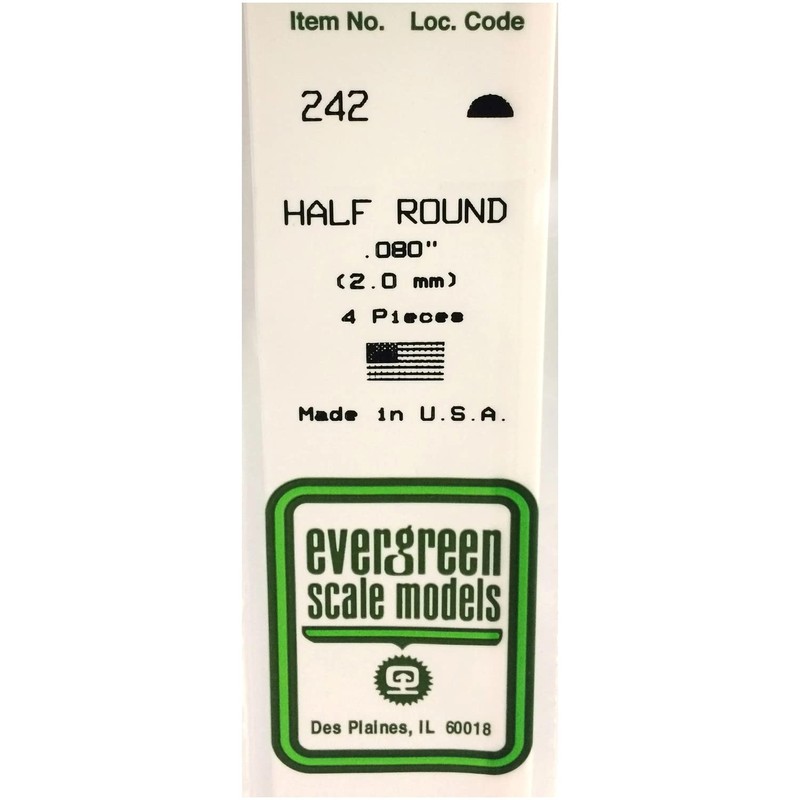 Item No. Loc. Code
242
HALF ROUND
.080"
(2.0 mm)
4 Pieces
Made in U.S.A.
evergreen
scale models
Des Plaines, IL 60018